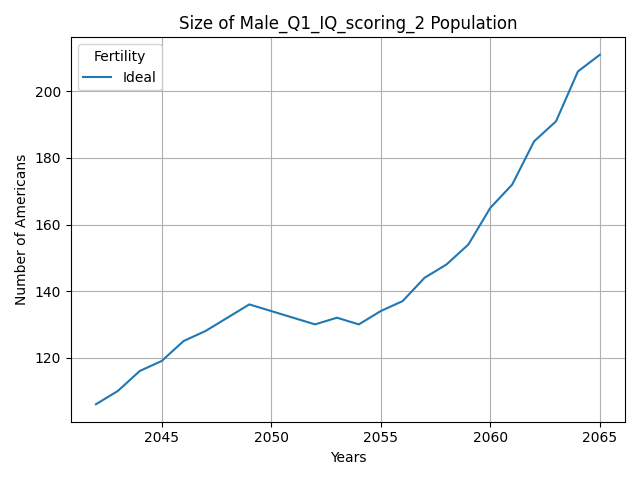 Size of Male_Q1_IQ_scoring_2 Population
Fertility
Ideal
Number of Americans
200
180
160
140
120
2045 2050 2055 2060 2065
Years